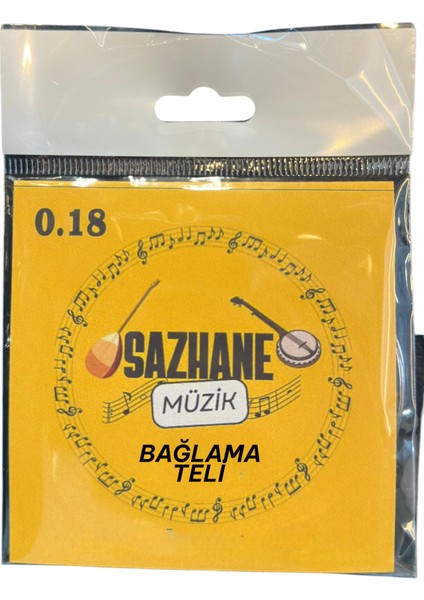 0.18
SAZHANE
MÜZİK
BAĞLAMA
TELİ